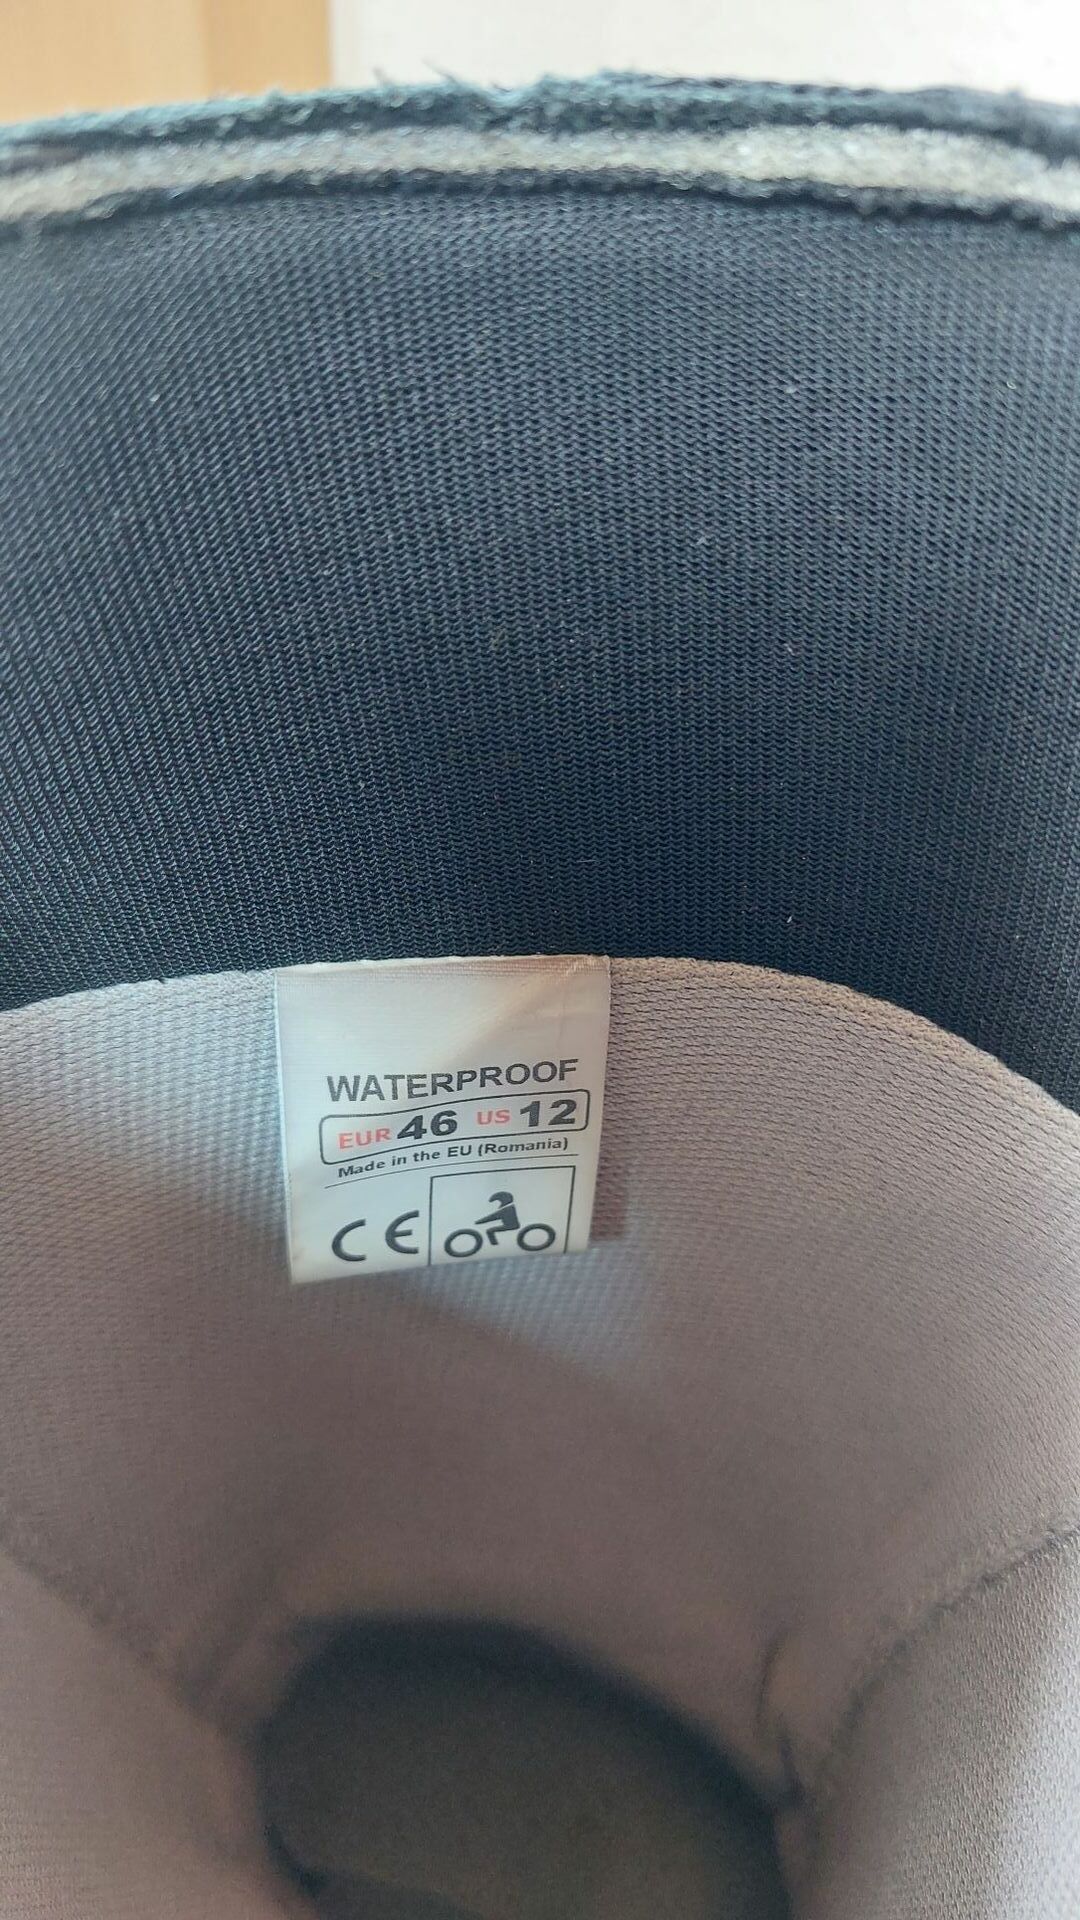 WATERPROOF
EUR 46 US 12
Made in the EU (Romania)
CE